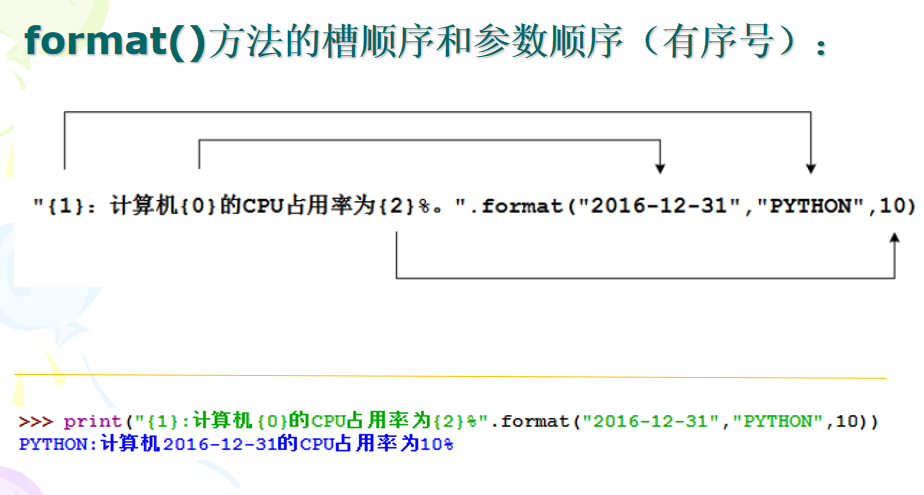 format()方法的槽顺序和参数顺序（有序号）：
"{1}：计算机{0}的CPU占用率为{2}%。".format("2016-12-31","PYTHON",10)
>>> print("{1}:计算机{0}的CPU占用率为{2}%".format("2016-12-31","PYTHON",10))
PYTHON:计算机2016-12-31的CPU占用率为10%